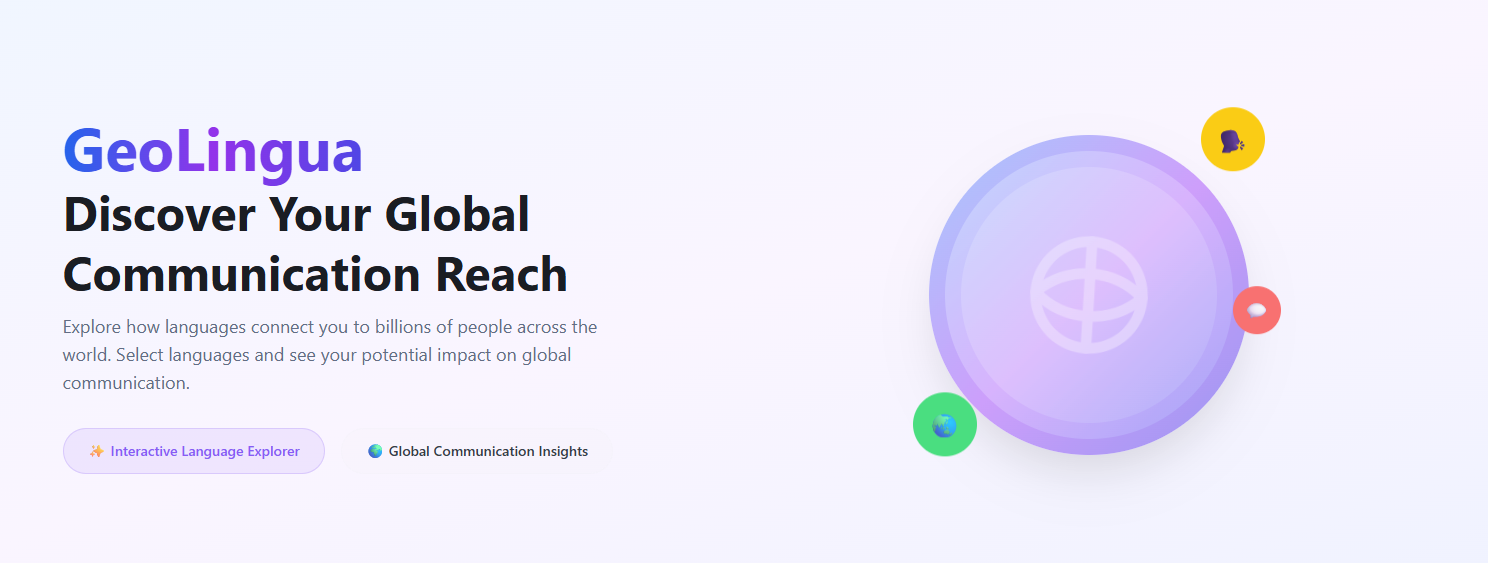 GeoLingua
Discover Your Global
Communication Reach
Explore how languages connect you to billions of people across the
world. Select languages and see your potential impact on global
communication.
✨ Interactive Language Explorer
🌏 Global Communication Insights